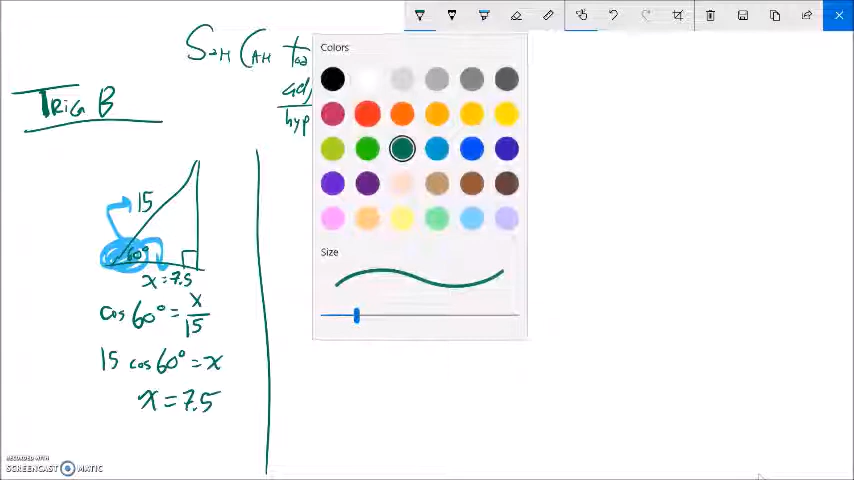 SOH CAH toa
adj
hyp
TRIG B
15
60°
x = 7.5
cos 60° = x/15
15 cos 60° = x
x = 7.5
Colors
Size
RECORDED WITH
SCREENCAST MATIC